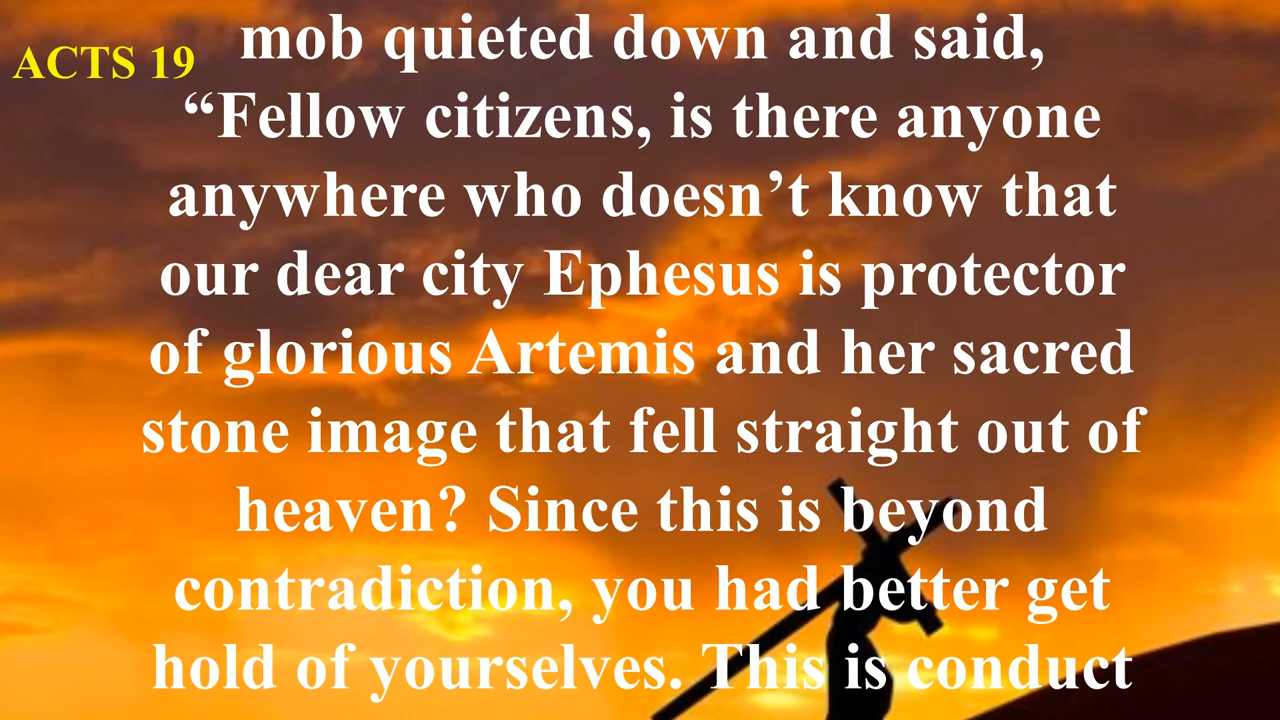 ACTS 19
mob quieted down and said,
“Fellow citizens, is there anyone
anywhere who doesn’t know that
our dear city Ephesus is protector
of glorious Artemis and her sacred
stone image that fell straight out of
heaven? Since this is beyond
contradiction, you had better get
hold of yourselves. This is conduct